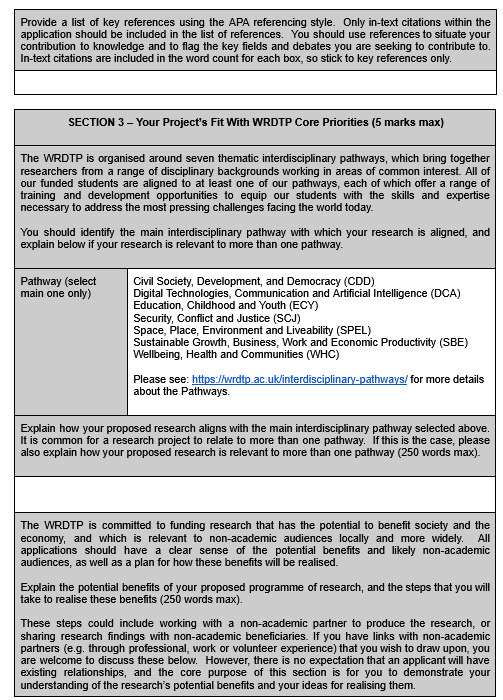 Provide a list of key references using the APA referencing style. Only in-text citations within the
application should be included in the list of references. You should use references to situate your
contribution to knowledge and to flag the key fields and debates you are seeking to contribute to.
In-text citations are included in the word count for each box, so stick to key references only.
SECTION 3 – Your Project's Fit With WRDTP Core Priorities (5 marks max)
The WRDTP is organised around seven thematic interdisciplinary pathways, which bring together
researchers from a range of disciplinary backgrounds working in areas of common interest. All of
our funded students are aligned to at least one of our pathways, each of which offer a range of
training and development opportunities to equip our students with the skills and expertise
necessary to address the most pressing challenges facing the world today.
You should identify the main interdisciplinary pathway with which your research is aligned, and
explain below if your research is relevant to more than one pathway.
Pathway (select
main one only)
Civil Society, Development, and Democracy (CDD)
Digital Technologies, Communication and Artificial Intelligence (DCA)
Education, Childhood and Youth (ECY)
Security, Conflict and Justice (SCJ)
Space, Place, Environment and Liveability (SPEL)
Sustainable Growth, Business, Work and Economic Productivity (SBE)
Wellbeing, Health and Communities (WHC)
Please see: https://wrdtp.ac.uk/interdisciplinary-pathways/ for more details
about the Pathways.
Explain how your proposed research aligns with the main interdisciplinary pathway selected above.
It is common for a research project to relate to more than one pathway. If this is the case, please
also explain how your proposed research is relevant to more than one pathway (250 words max).
The WRDTP is committed to funding research that has the potential to benefit society and the
economy, and which is relevant to non-academic audiences locally and more widely. All
applications should have a clear sense of the potential benefits and likely non-academic
audiences, as well as a plan for how these benefits will be realised.
Explain the potential benefits of your proposed programme of research, and the steps that you will
take to realise these benefits (250 words max).
These steps could include working with a non-academic partner to produce the research, or
sharing research findings with non-academic beneficiaries. If you have links with non-academic
partners (e.g. through professional, work or volunteer experience) that you wish to draw upon, you
are welcome to discuss these below. However, there is no expectation that an applicant will have
existing relationships, and the core purpose of this section is for you to demonstrate your
understanding of the research's potential benefits and your ideas for realising them.